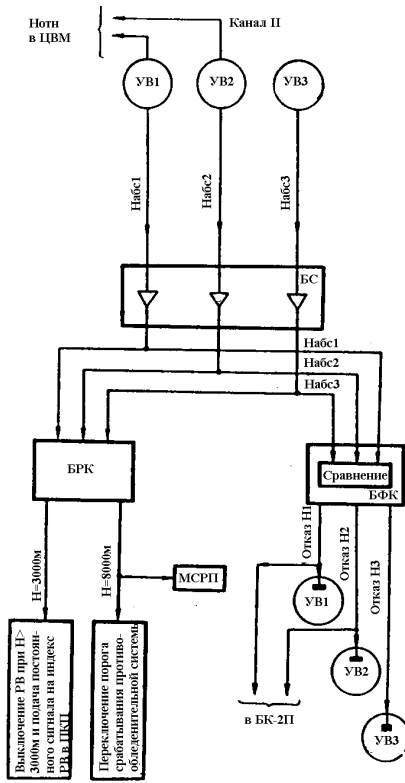 Нотн
в ЦВМ
Канал II
УВ1
УВ2
УВ3
Набс1
Набс2
Набс3
БС
Набс1
Набс2
Набс3
БРК
Сравнение
БФК
Н=3000м
Н=8000м
МСРП
Отказ Н1
Отказ Н2
Отказ Н3
УВ1
УВ2
УВ3
в БК-2П
Выключение РВ при Н>
3000м и подача постоян-
ного сигнала на индекс
РВ в ПКП
Переключение порога
срабатывания противо-
обледенительной системы